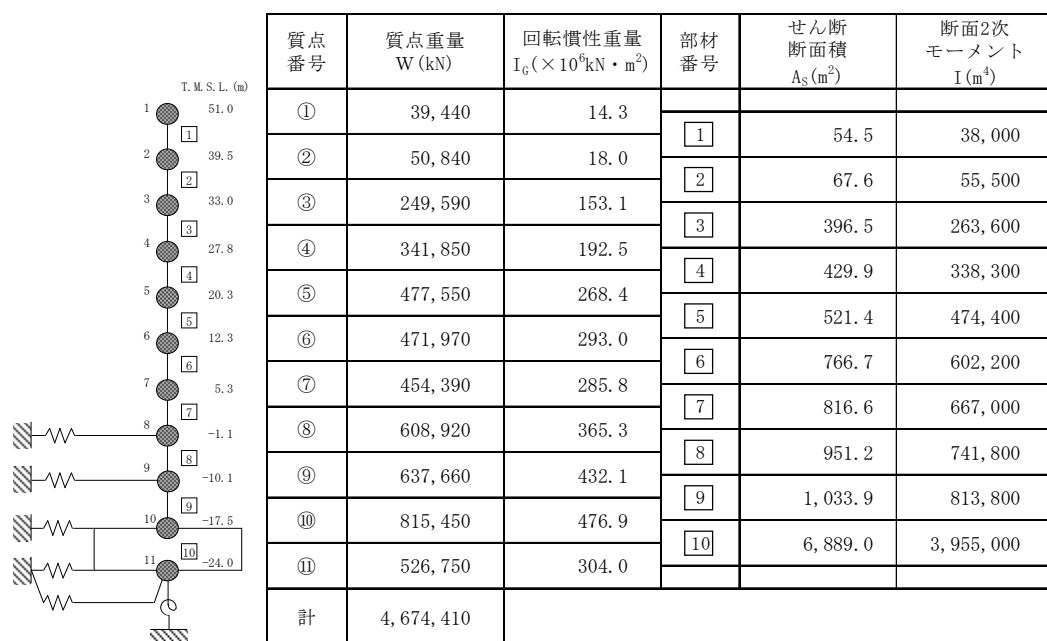 T.M.S.L.(m)
1 51.0
1
2 39.5
2
3 33.0
3
4 27.8
4
5 20.3
5
6 12.3
6
7 5.3
7
8 -1.1
8
9 -10.1
9
10 -17.5
10
11 -24.0
質点番号 質点重量 W(kN) 回転慣性重量 I_G(×10⁶kN・m²) 部材番号 せん断断面積 A_S(m²) 断面2次モーメント I(m⁴)
① 39,440 14.3
1 54.5 38,000
② 50,840 18.0
2 67.6 55,500
③ 249,590 153.1
3 396.5 263,600
④ 341,850 192.5
4 429.9 338,300
⑤ 477,550 268.4
5 521.4 474,400
⑥ 471,970 293.0
6 766.7 602,200
⑦ 454,390 285.8
7 816.6 667,000
⑧ 608,920 365.3
8 951.2 741,800
⑨ 637,660 432.1
9 1,033.9 813,800
⑩ 815,450 476.9
10 6,889.0 3,955,000
⑪ 526,750 304.0
計 4,674,410